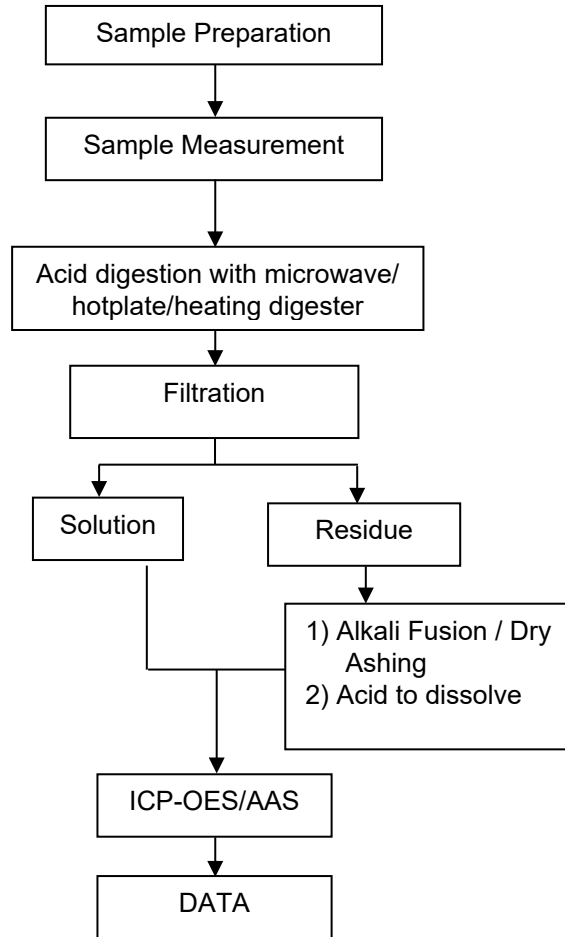 Sample Preparation
Sample Measurement
Acid digestion with microwave/
hotplate/heating digester
Filtration
Solution
Residue
1) Alkali Fusion / Dry
Ashing
2) Acid to dissolve
ICP-OES/AAS
DATA